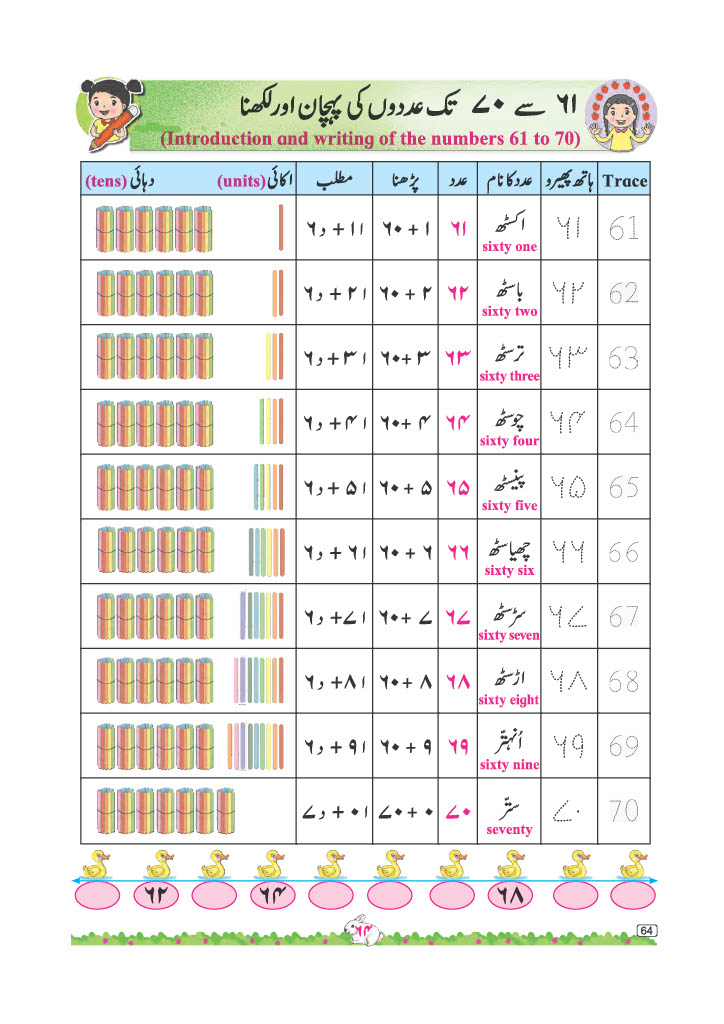 ۶۱ سے ۷۰ تک عددوں کی پہچان اور لکھنا
(Introduction and writing of the numbers 61 to 70)
Trace ہاتھ پھیرو عدد کا نام عدد پڑھنا مطلب اکائی (units) دہائی (tens)
61 ۶۱ اکسٹھ ۶۱ ۶۰ + ۱ ۶ د + ۱ ا
sixty one
62 ۶۲ باسٹھ ۶۲ ۶۰ + ۲ ۶ د + ۲ ا
sixty two
63 ۶۳ ترسٹھ ۶۳ ۶۰ + ۳ ۶ د + ۳ ا
sixty three
64 ۶۴ چوسٹھ ۶۴ ۶۰ + ۴ ۶ د + ۴ ا
sixty four
65 ۶۵ پینسٹھ ۶۵ ۶۰ + ۵ ۶ د + ۵ ا
sixty five
66 ۶۶ چھیاسٹھ ۶۶ ۶۰ + ۶ ۶ د + ۶ ا
sixty six
67 ۶۷ سڑسٹھ ۶۷ ۶۰ + ۷ ۶ د + ۷ ا
sixty seven
68 ۶۸ اڑسٹھ ۶۸ ۶۰ + ۸ ۶ د + ۸ ا
sixty eight
69 ۶۹ اُنہتّر ۶۹ ۶۰ + ۹ ۶ د + ۹ ا
sixty nine
70 ۷۰ ستّر ۷۰ ۷۰ + ۰ ۷ د + ۰ ا
seventy
۶۲ ۶۴ ۶۸
۶۴
64